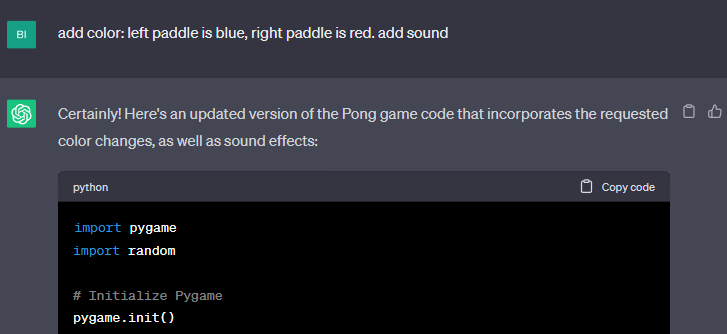 BI
add color: left paddle is blue, right paddle is red. add sound
Certainly! Here's an updated version of the Pong game code that incorporates the requested
color changes, as well as sound effects:
python
Copy code
import pygame
import random
# Initialize Pygame
pygame.init()